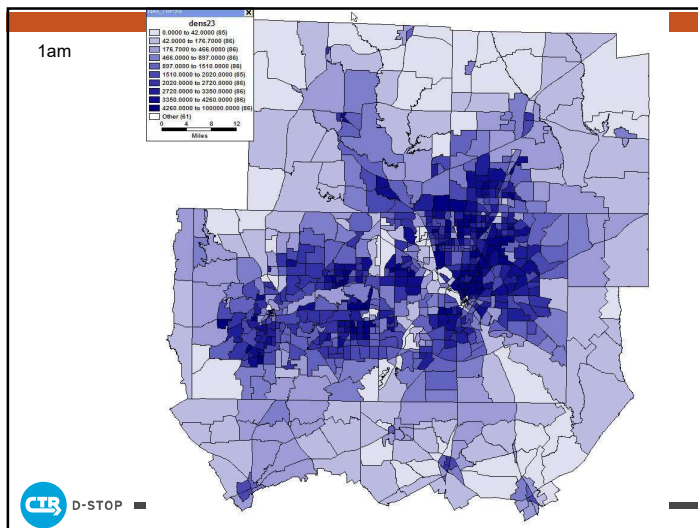 1am
dens23
0.0000 to 42.0000 (85)
42.0000 to 176.7000 (86)
176.7000 to 466.0000 (86)
466.0000 to 897.0000 (86)
897.0000 to 1510.0000 (86)
1510.0000 to 2020.0000 (85)
2020.0000 to 2720.0000 (86)
2720.0000 to 3350.0000 (86)
3350.0000 to 4260.0000 (86)
4260.0000 to 100000.0000 (86)
Other (61)
0 4 8 12
Miles
CTR D-STOP